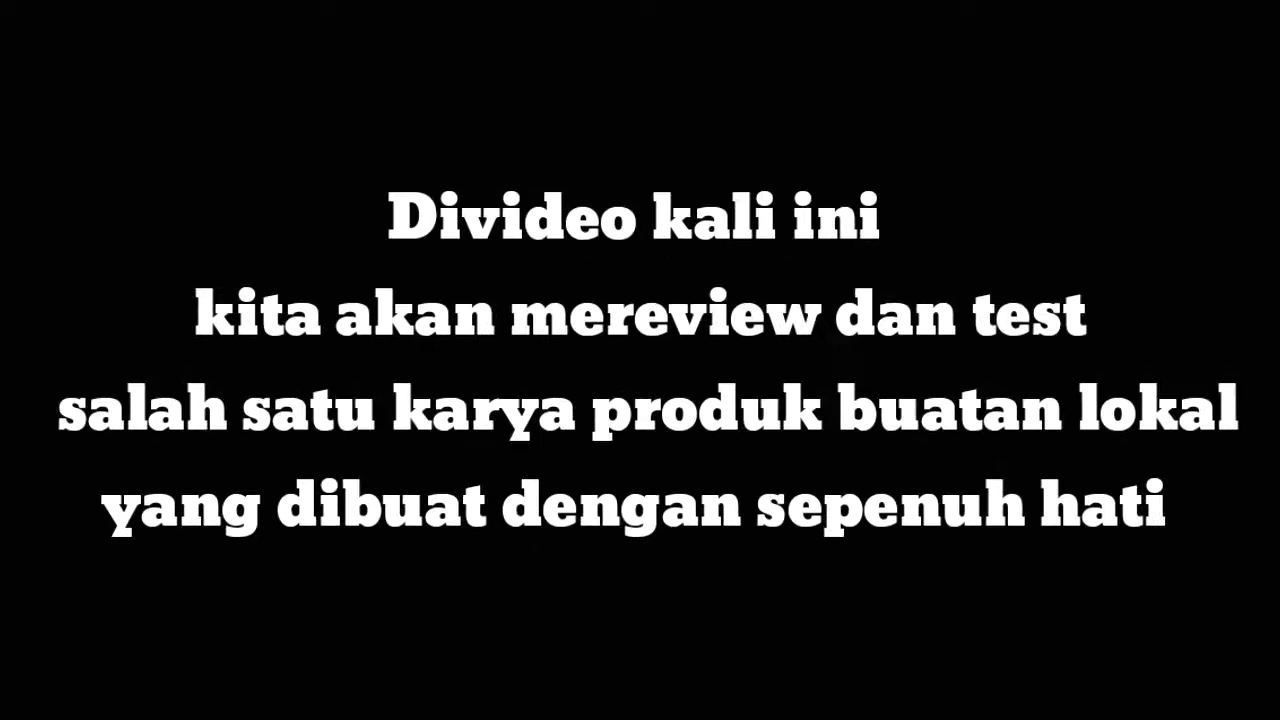 Divideo kali ini
kita akan mereview dan test
salah satu karya produk buatan lokal
yang dibuat dengan sepenuh hati